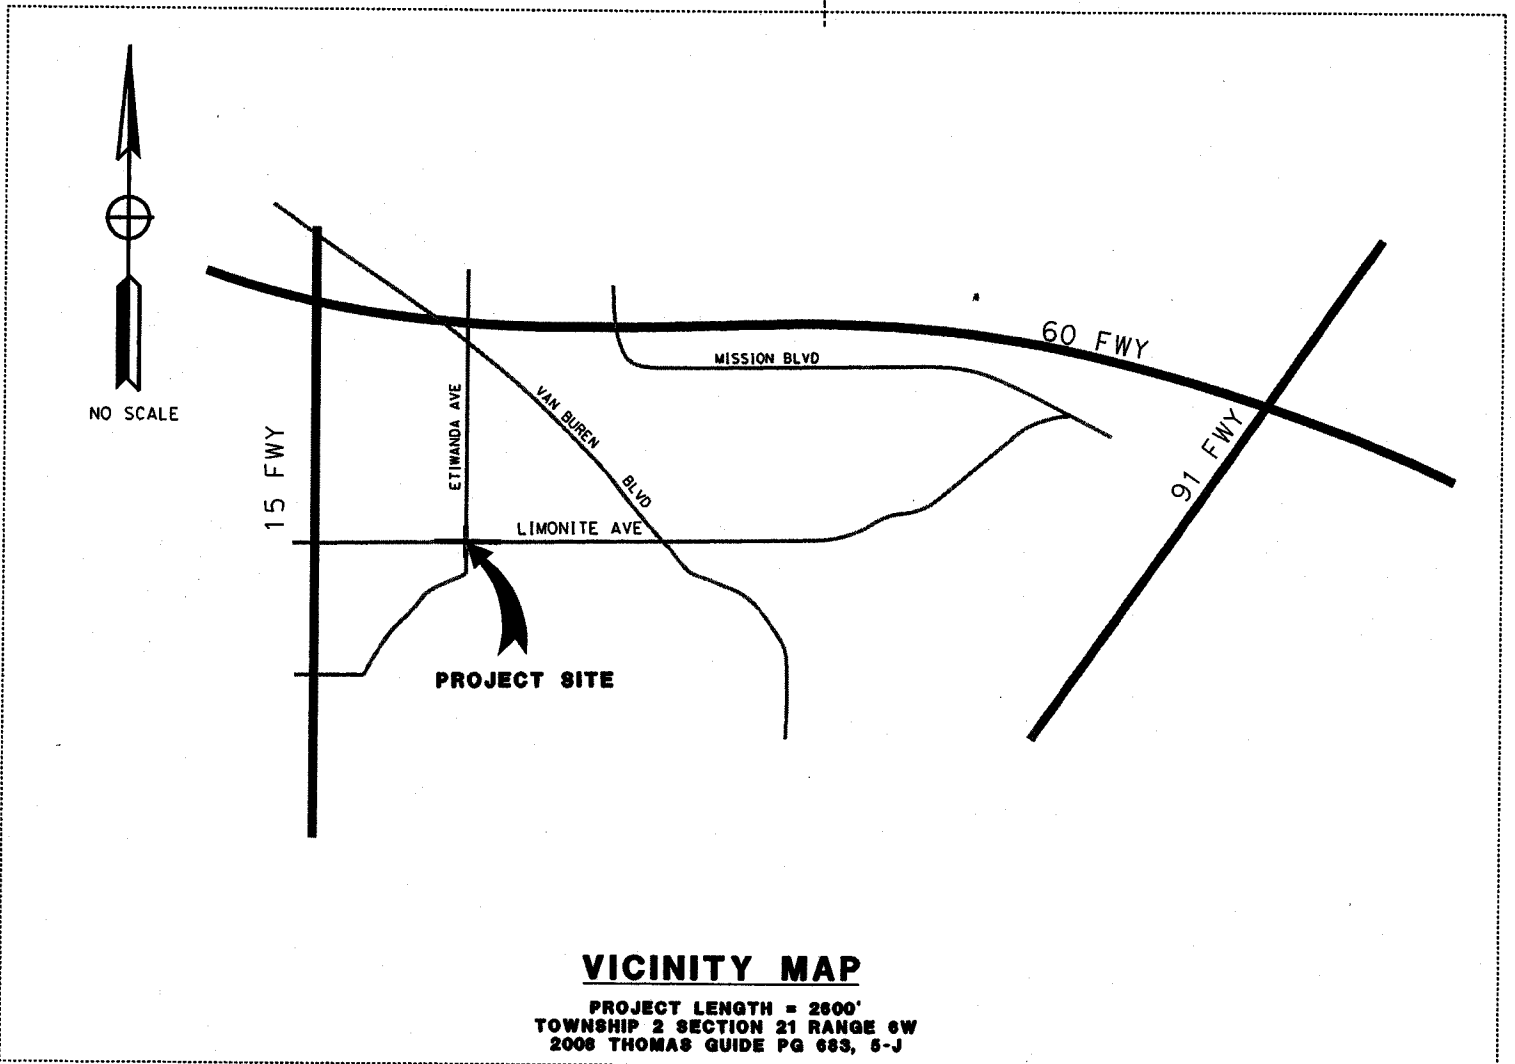 60 FWY
MISSION BLVD
NO SCALE
15 FWY
ETIWANDA AVE
VAN BUREN BLVD
91 FWY
LIMONITE AVE
PROJECT SITE
VICINITY MAP
PROJECT LENGTH = 2600'
TOWNSHIP 2 SECTION 21 RANGE 6W
2008 THOMAS GUIDE PG 683, 5-J